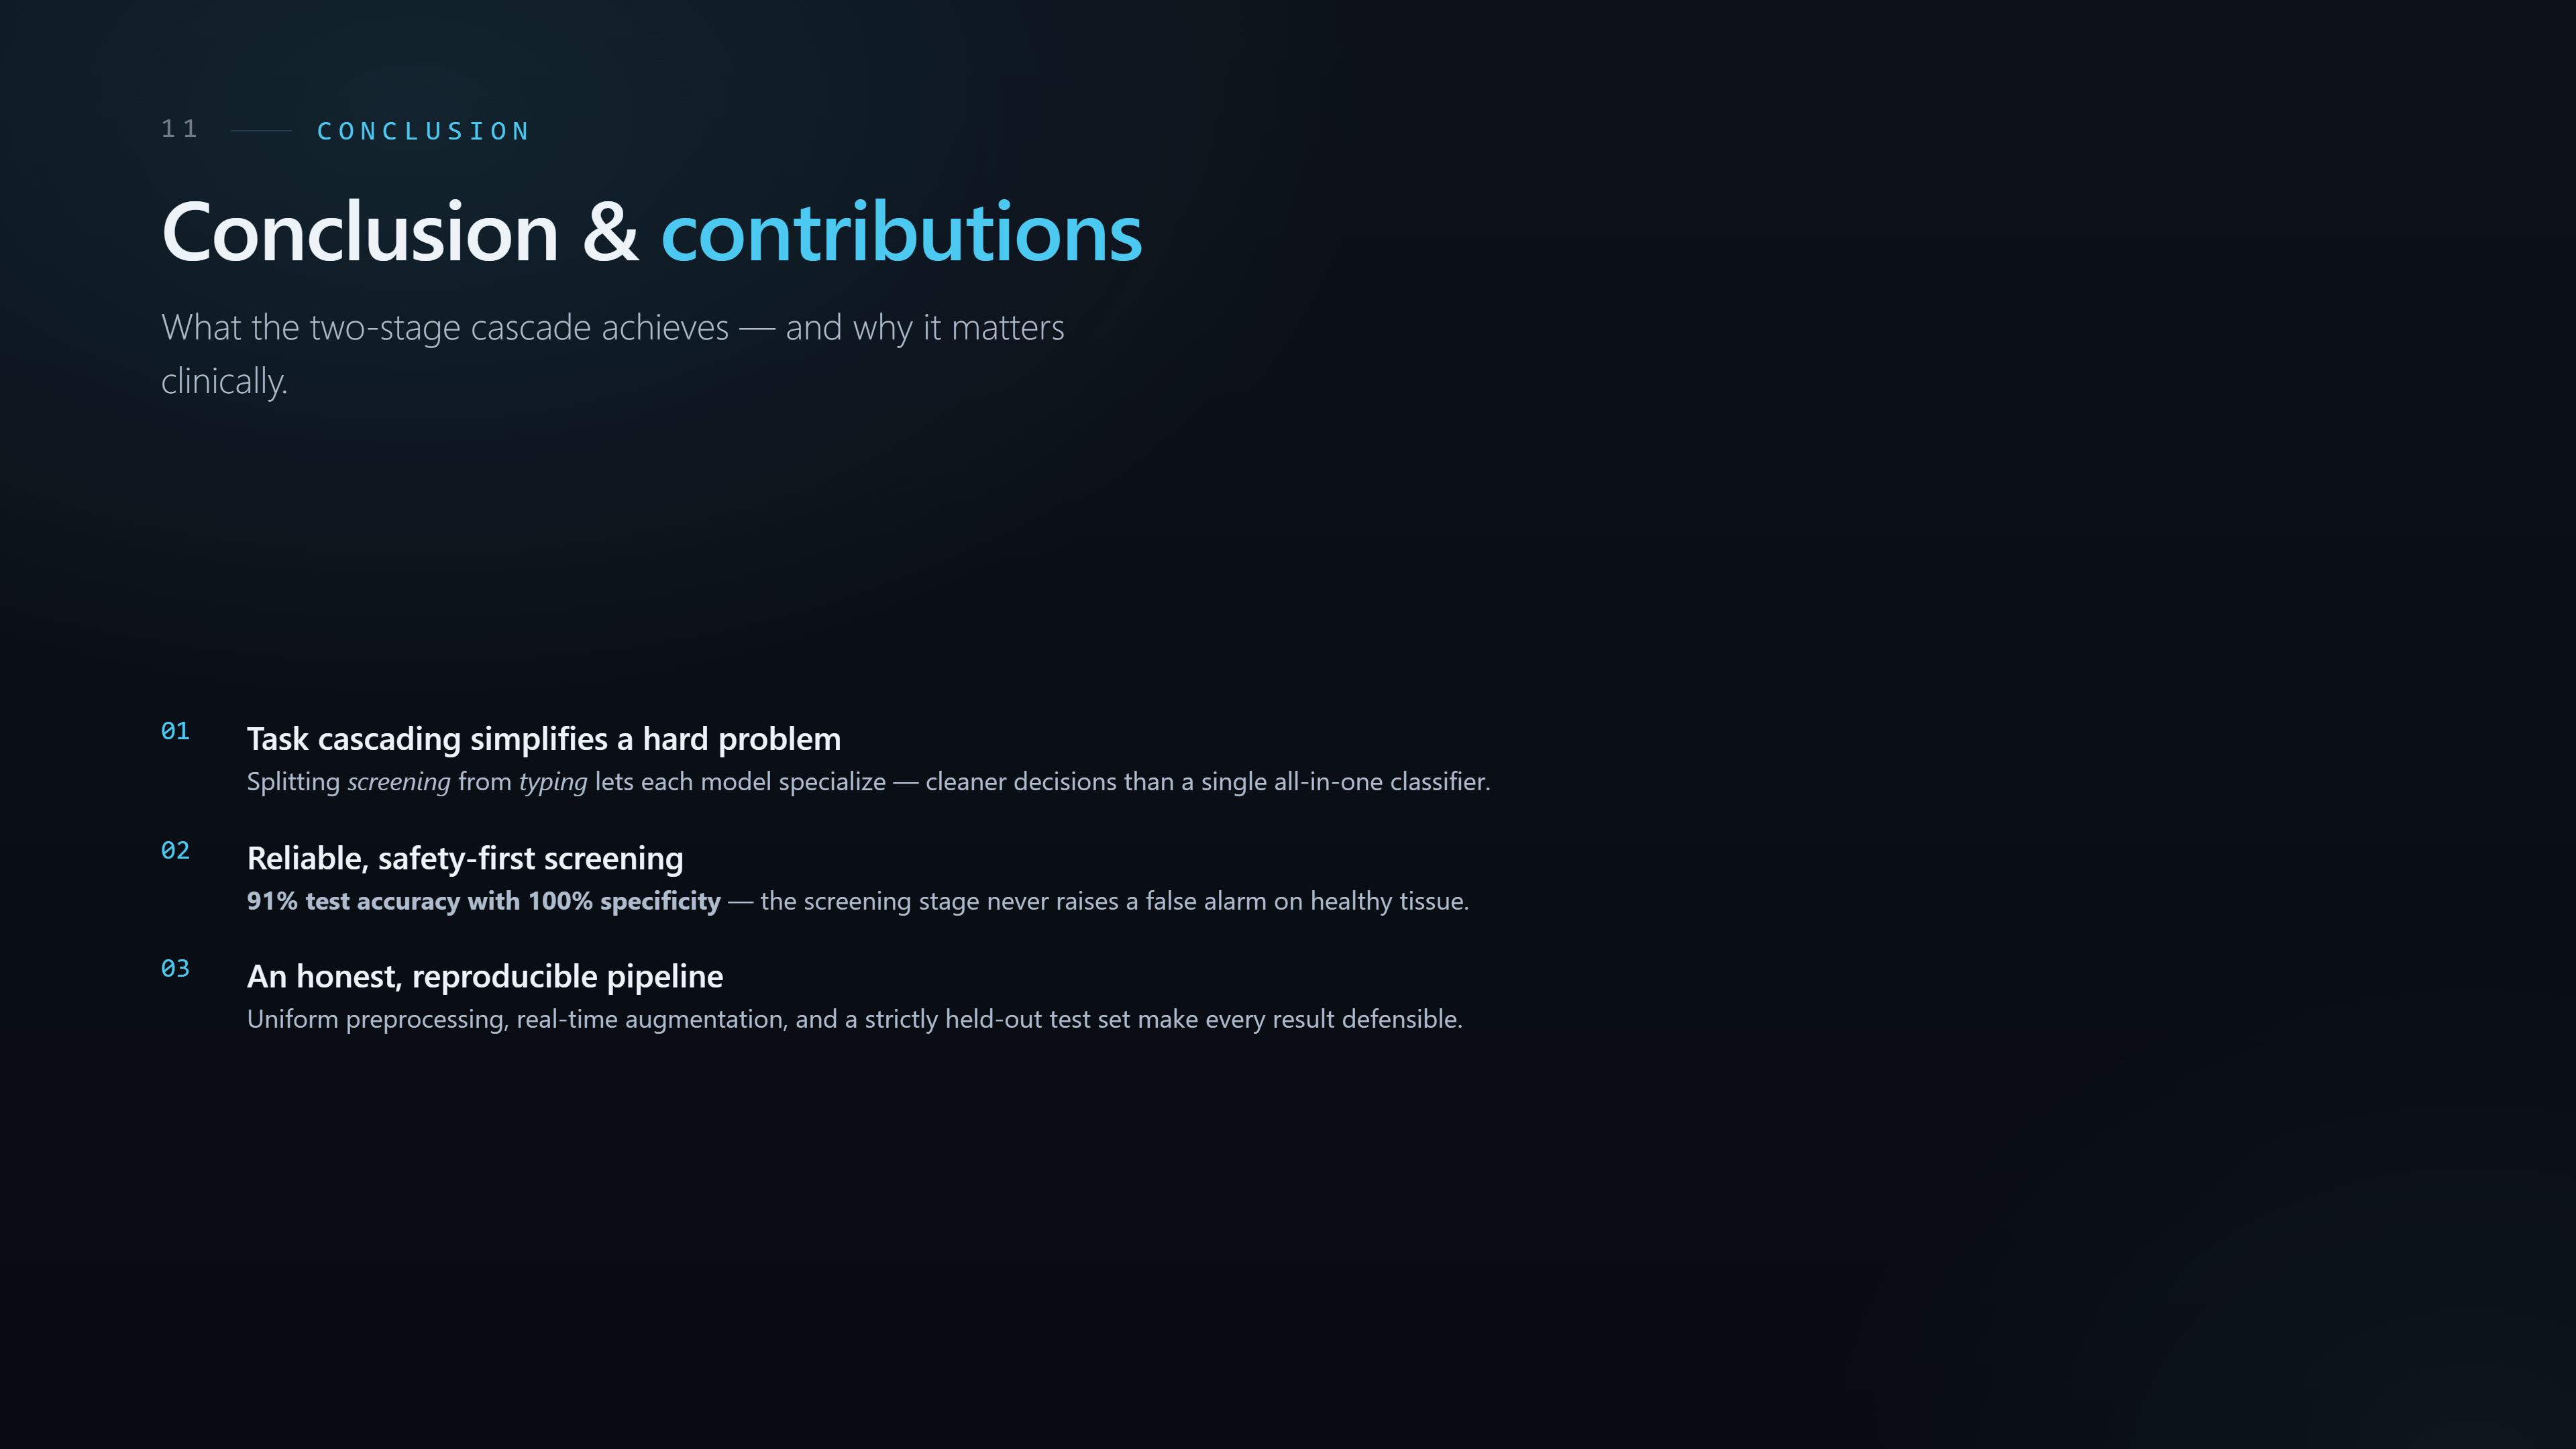 11 CONCLUSION
Conclusion & contributions
What the two-stage cascade achieves — and why it matters
clinically.
01 Task cascading simplifies a hard problem
Splitting screening from typing lets each model specialize — cleaner decisions than a single all-in-one classifier.
02 Reliable, safety-first screening
91% test accuracy with 100% specificity — the screening stage never raises a false alarm on healthy tissue.
03 An honest, reproducible pipeline
Uniform preprocessing, real-time augmentation, and a strictly held-out test set make every result defensible.